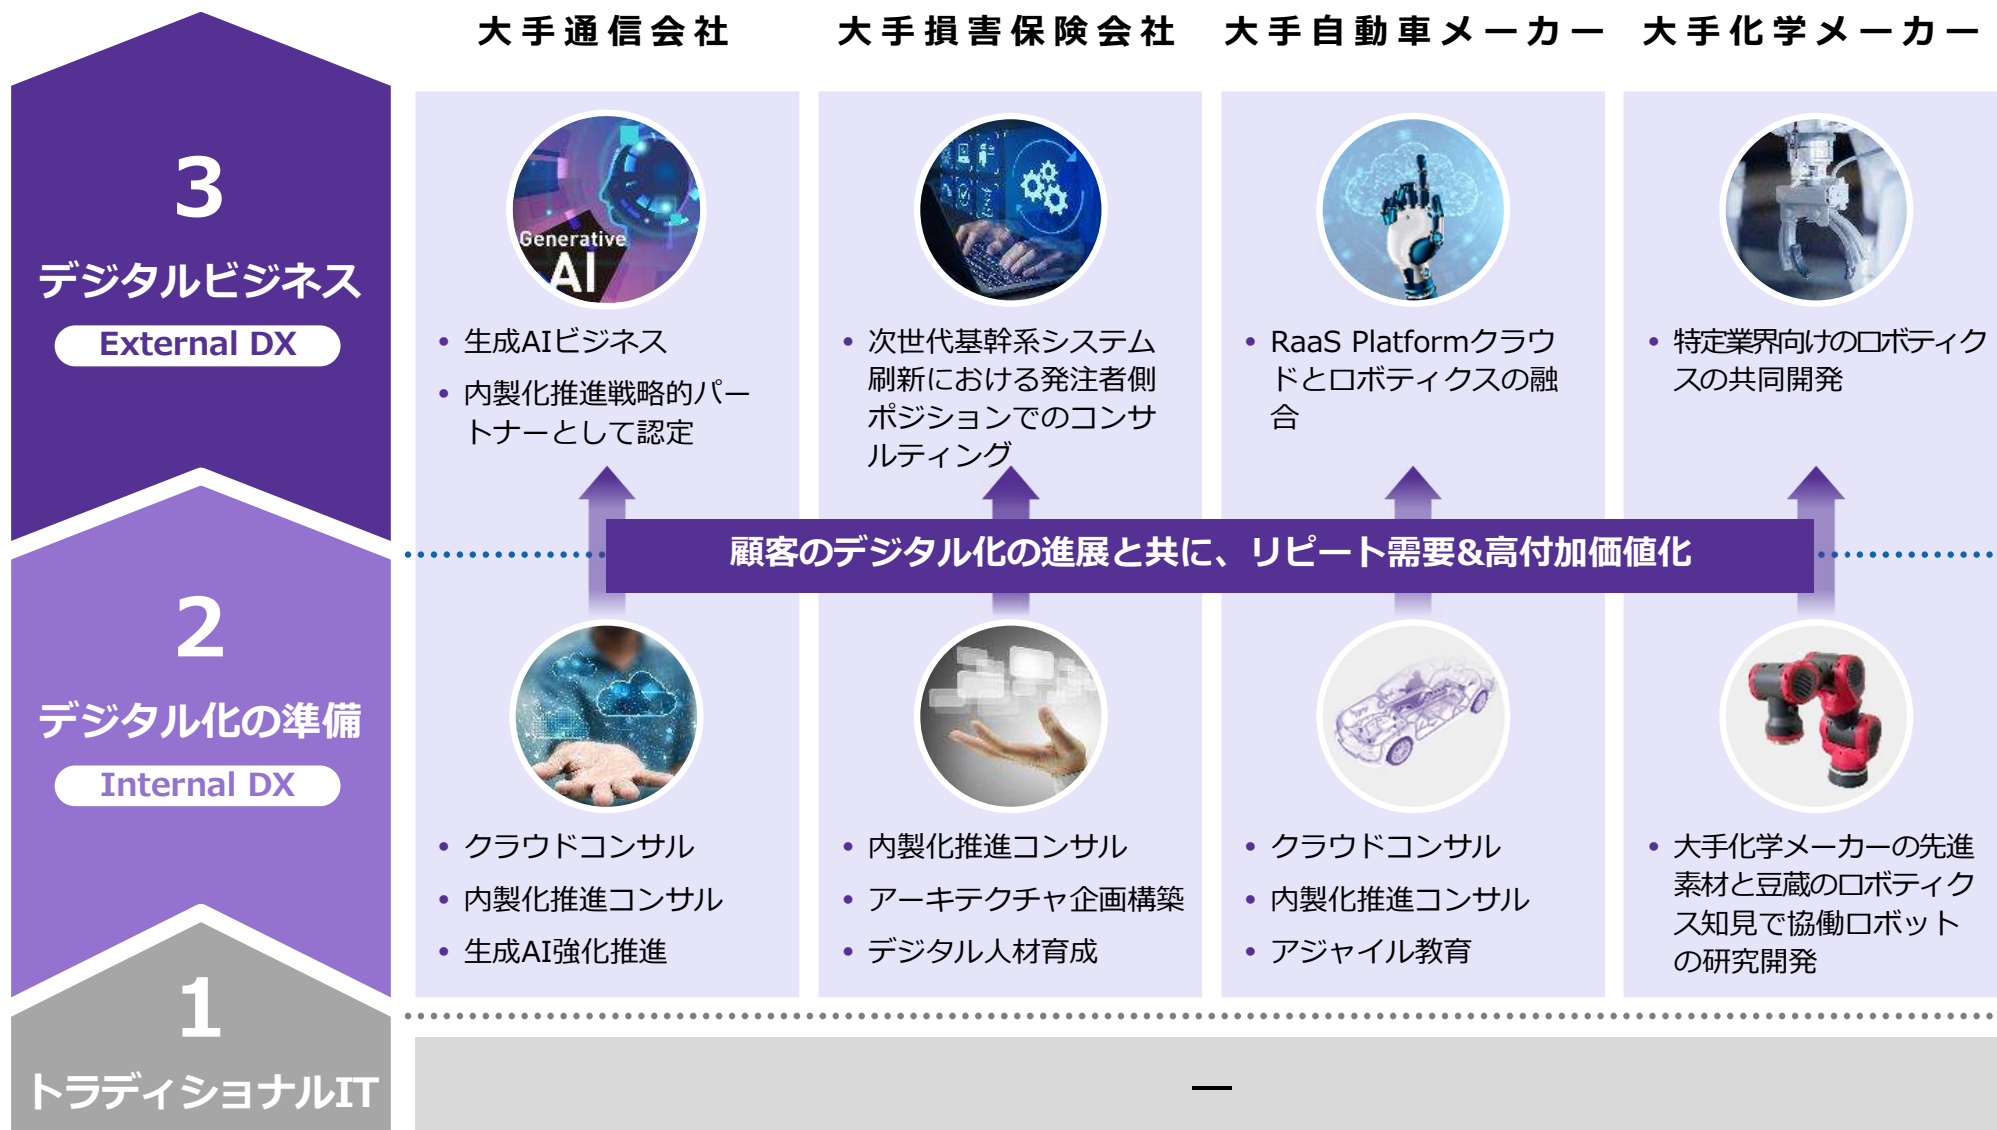 大手通信会社
大手損害保険会社
大手自動車メーカー
大手化学メーカー
3
デジタルビジネス
External DX
Generative
AI
• 生成AIビジネス
• 内製化推進戦略的パー
トナーとして認定
• 次世代基幹系システム
刷新における発注者側
ポジションでのコンサ
ルティング
• RaaS Platformクラウ
ドとロボティクスの融
合
• 特定業界向けのロボティク
スの共同開発
顧客のデジタル化の進展と共に、リピート需要&高付加価値化
2
デジタル化の準備
Internal DX
• クラウドコンサル
• 内製化推進コンサル
• 生成AI強化推進
• 内製化推進コンサル
• アーキテクチャ企画構築
• デジタル人材育成
• クラウドコンサル
• 内製化推進コンサル
• アジャイル教育
• 大手化学メーカーの先進
素材と豆蔵のロボティク
ス知見で協働ロボット
の研究開発
1
トラディショナルIT
―